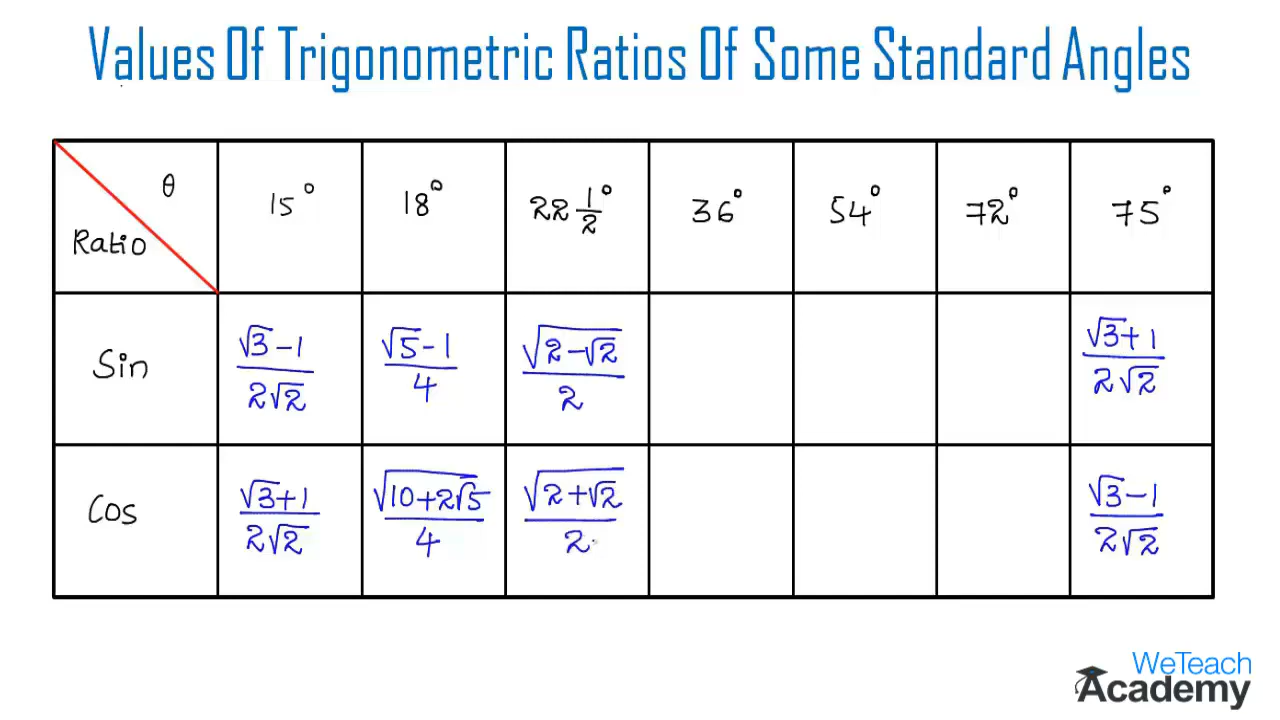 Values Of Trigonometric Ratios Of Some Standard Angles
θ
Ratio
15° 18° 22 1/2° 36° 54° 72° 75°
Sin (√3-1)/(2√2) (√5-1)/4 √(2-√2)/2 (√3+1)/(2√2)
Cos (√3+1)/(2√2) √(10+2√5)/4 √(2+√2)/2 (√3-1)/(2√2)
WeTeach
Academy